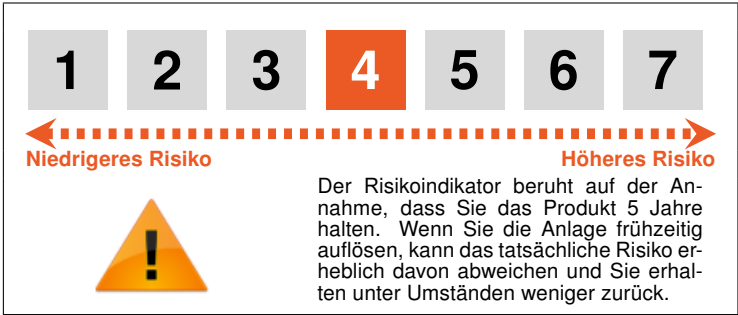 1 2 3 4 5 6 7
Niedrigeres Risiko Höheres Risiko
!
Der Risikoindikator beruht auf der An-
nahme, dass Sie das Produkt 5 Jahre
halten. Wenn Sie die Anlage frühzeitig
auflösen, kann das tatsächliche Risiko er-
heblich davon abweichen und Sie erhal-
ten unter Umständen weniger zurück.